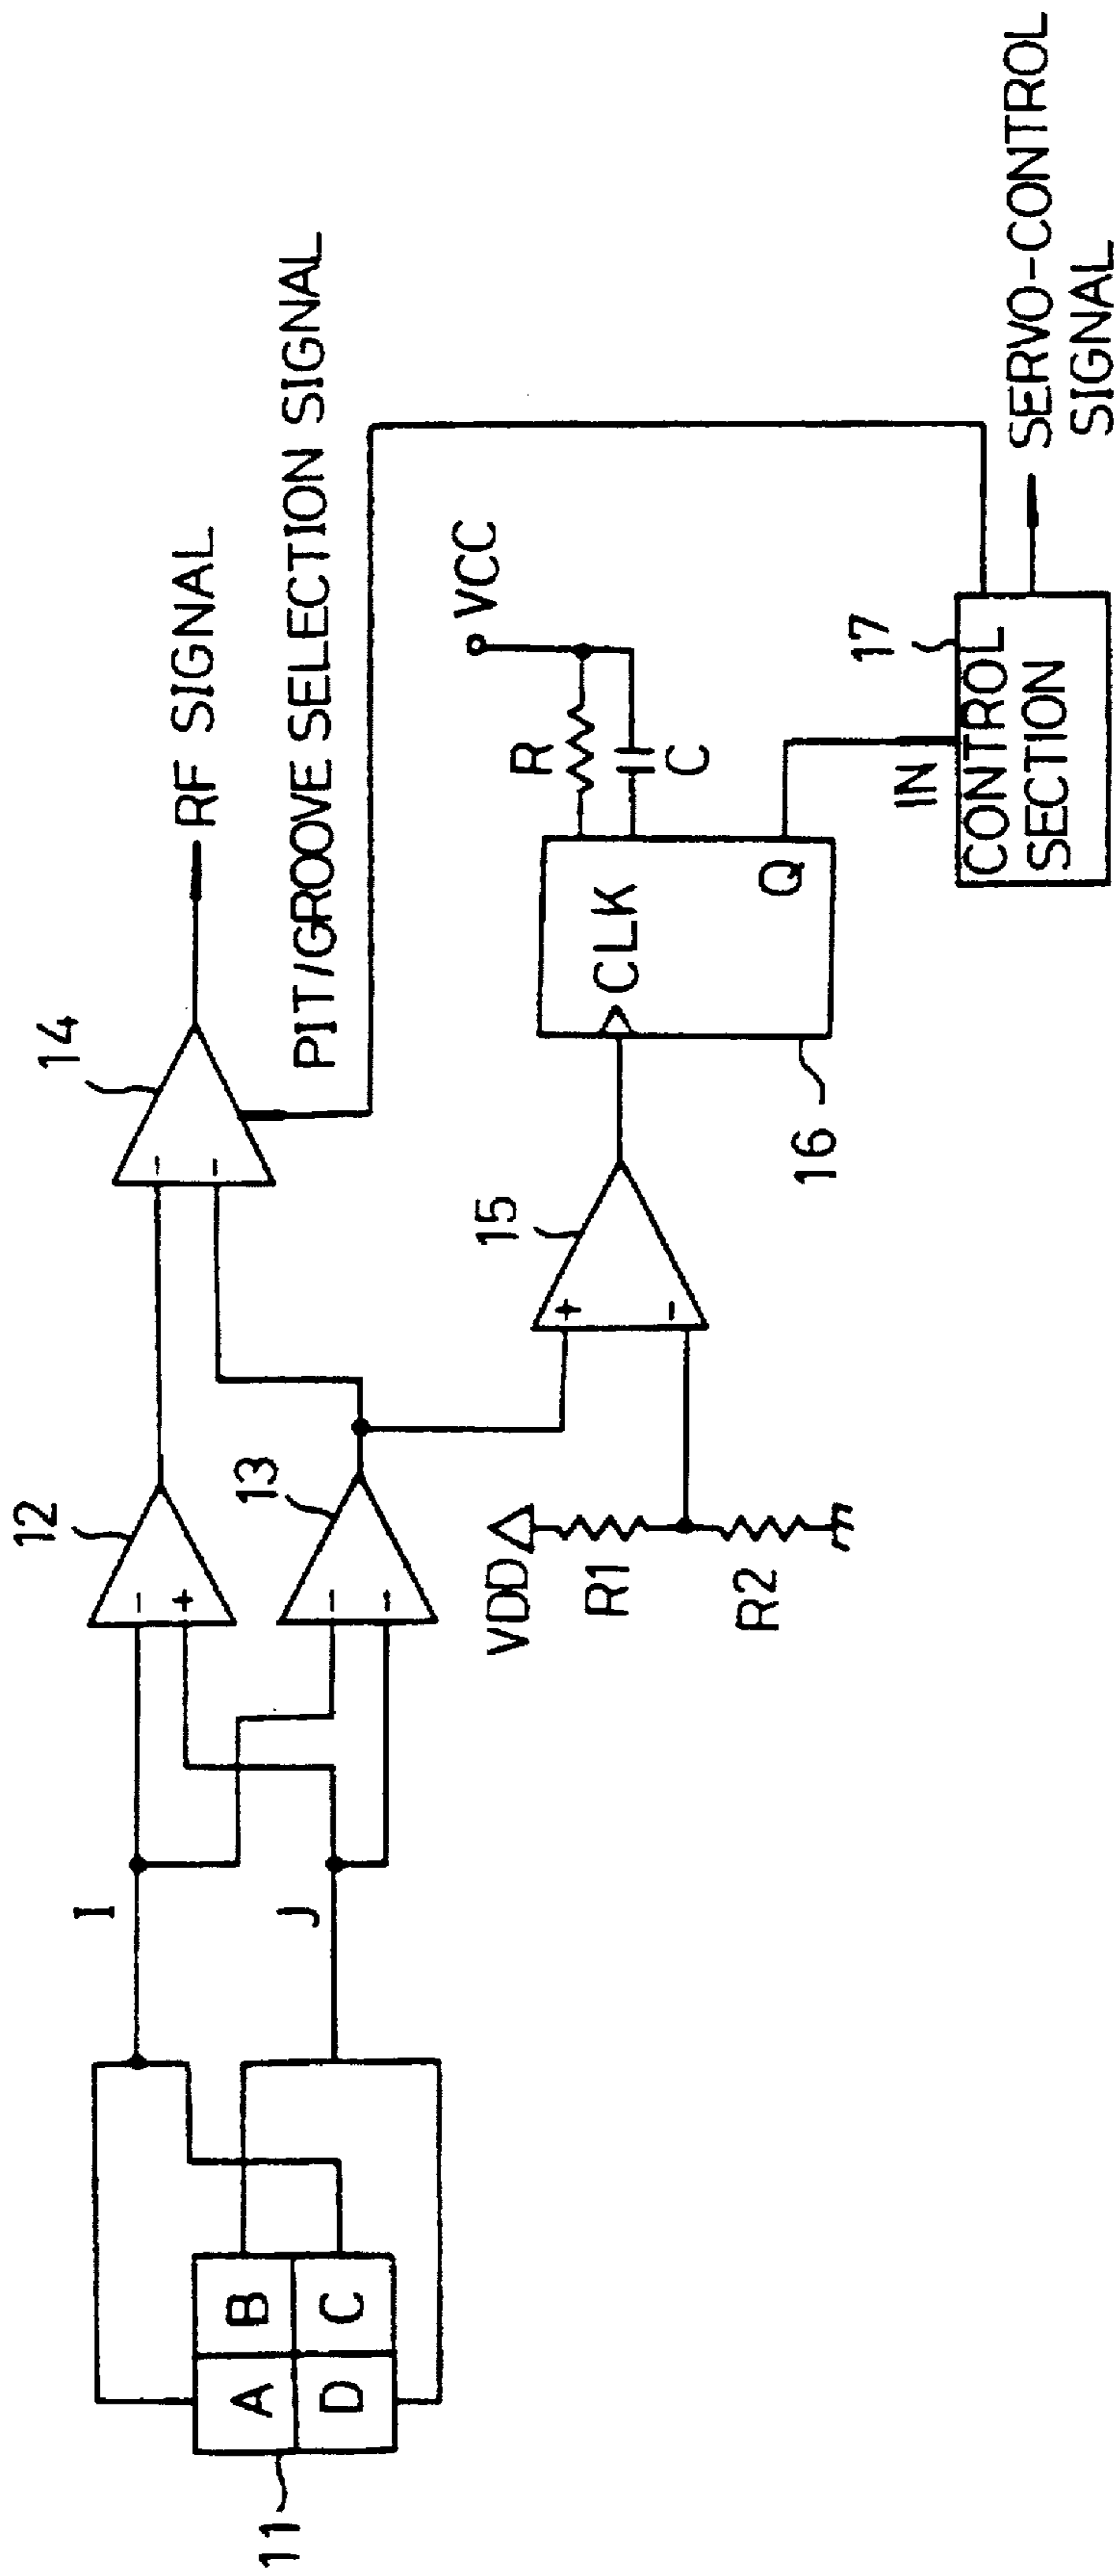 11
A
B
D
C
I
J
12
-
+
13
-
-
14
-
-
RF SIGNAL
PIT/GROOVE SELECTION SIGNAL
VDD
R1
R2
15
+
-
16
CLK
Q
R
C
VCC
IN
17
CONTROL
SECTION
SERVO-CONTROL
SIGNAL